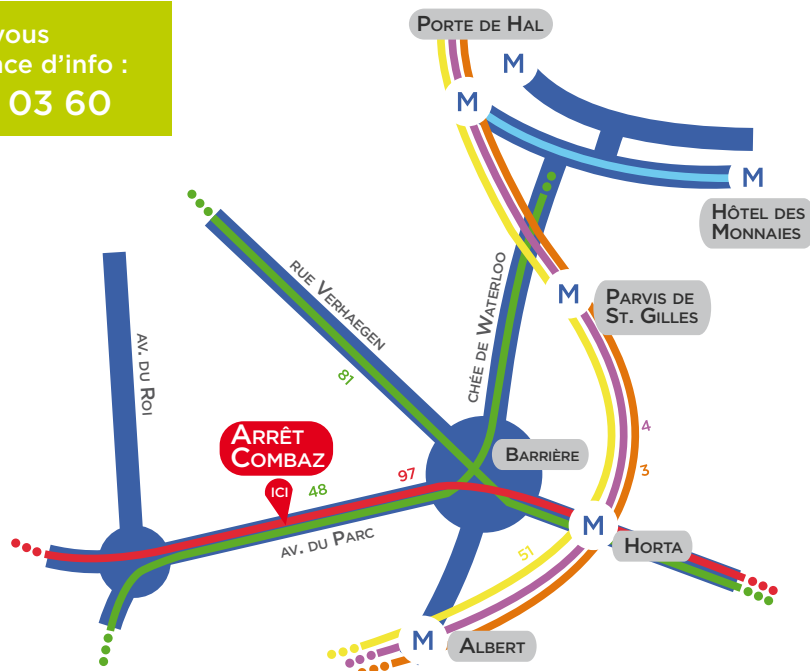 vous
d'info :
03 60
PORTE DE HAL
M
M
M
HÔTEL DES
MONNAIES
M
PARVIS DE
ST. GILLES
RUE VERHAEGEN
CHÉE DE WATERLOO
AV. DU ROI
81
ARRÊT
COMBAZ
ICI
48
97
BARRIÈRE
4
3
AV. DU PARC
M
HORTA
51
M
ALBERT